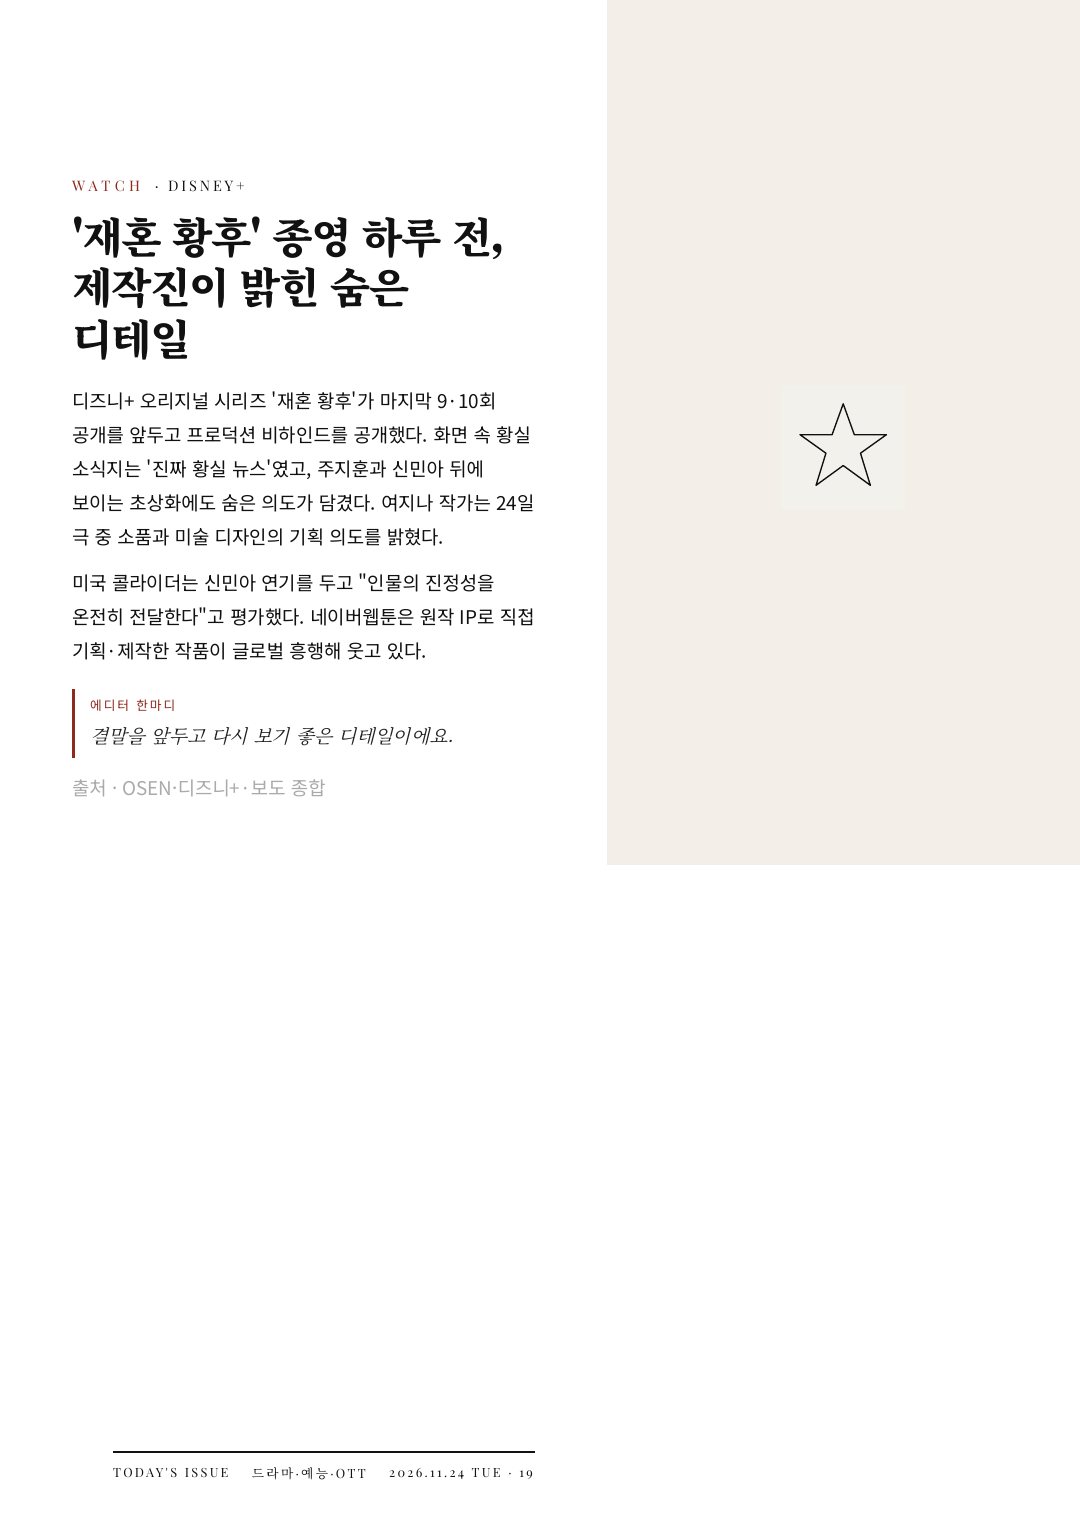 WATCH · DISNEY+
'재혼 황후' 종영 하루 전,
제작진이 밝힌 숨은
디테일
디즈니+ 오리지널 시리즈 '재혼 황후'가 마지막 9·10회
공개를 앞두고 프로덕션 비하인드를 공개했다. 화면 속 황실
소식지는 '진짜 황실 뉴스'였고, 주지훈과 신민아 뒤에
보이는 초상화에도 숨은 의도가 담겼다. 여지나 작가는 24일
극 중 소품과 미술 디자인의 기획 의도를 밝혔다.
미국 콜라이더는 신민아 연기를 두고 "인물의 진정성을
온전히 전달한다"고 평가했다. 네이버웹툰은 원작 IP로 직접
기획·제작한 작품이 글로벌 흥행해 웃고 있다.
에디터 한마디
결말을 앞두고 다시 보기 좋은 디테일이에요.
출처 · OSEN·디즈니+·보도 종합
TODAY'S ISSUE 드라마·예능·OTT 2026.11.24 TUE · 19